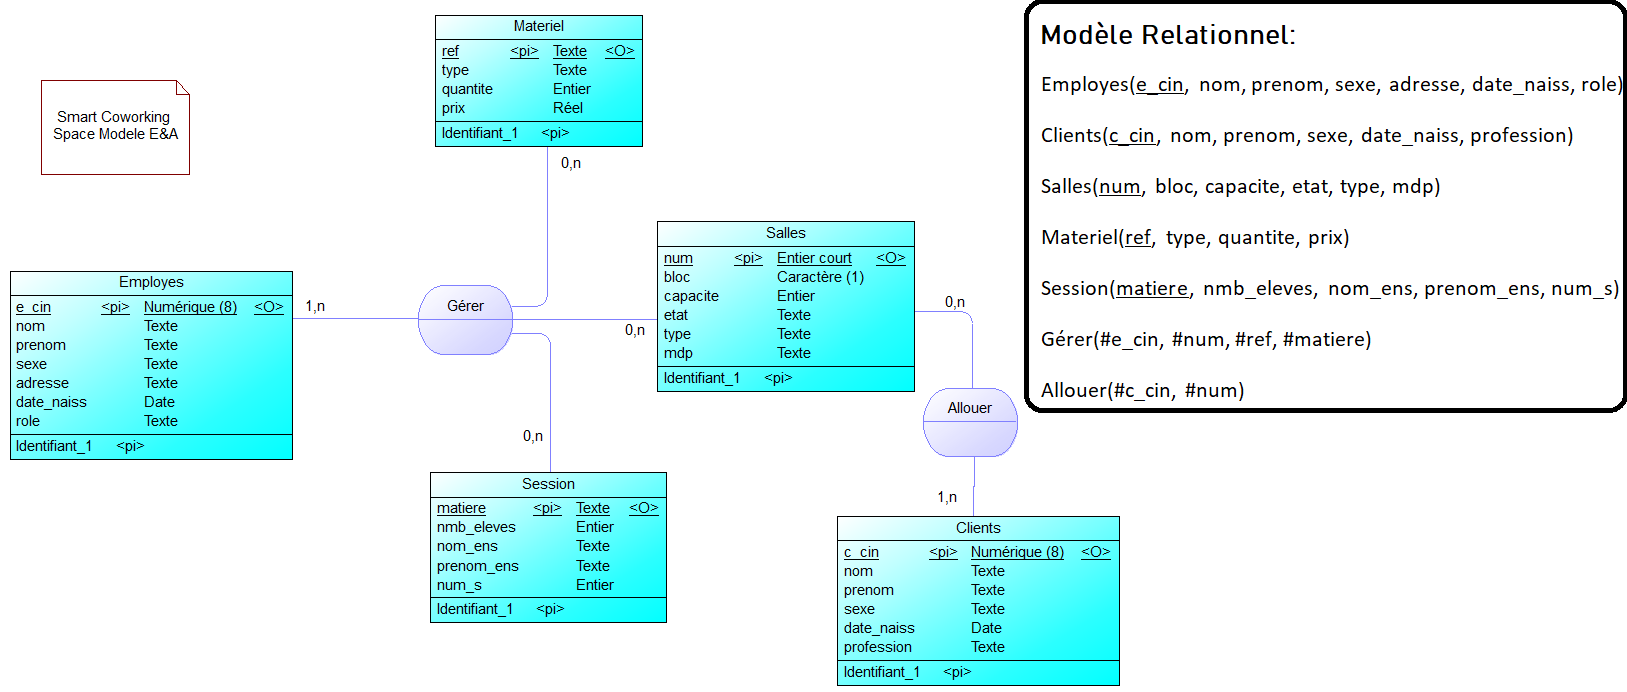 Smart Coworking
Space Modele E&A
Materiel
ref <pi> Texte <O>
type Texte
quantite Entier
prix Réel
Identifiant_1 <pi>
0,n
Employes
e_cin <pi> Numérique (8) <O>
nom Texte
prenom Texte
sexe Texte
adresse Texte
date_naiss Date
role Texte
Identifiant_1 <pi>
1,n
Gérer
0,n
Salles
num <pi> Entier court <O>
bloc Caractère (1)
capacite Entier
etat Texte
type Texte
mdp Texte
Identifiant_1 <pi>
0,n
Allouer
1,n
0,n
Session
matiere <pi> Texte <O>
nmb_eleves Entier
nom_ens Texte
prenom_ens Texte
num_s Entier
Identifiant_1 <pi>
Clients
c_cin <pi> Numérique (8) <O>
nom Texte
prenom Texte
sexe Texte
date_naiss Date
profession Texte
Identifiant_1 <pi>
Modèle Relationnel:
Employes(e_cin, nom, prenom, sexe, adresse, date_naiss, role)
Clients(c_cin, nom, prenom, sexe, date_naiss, profession)
Salles(num, bloc, capacite, etat, type, mdp)
Materiel(ref, type, quantite, prix)
Session(matiere, nmb_eleves, nom_ens, prenom_ens, num_s)
Gérer(#e_cin, #num, #ref, #matiere)
Allouer(#c_cin, #num)